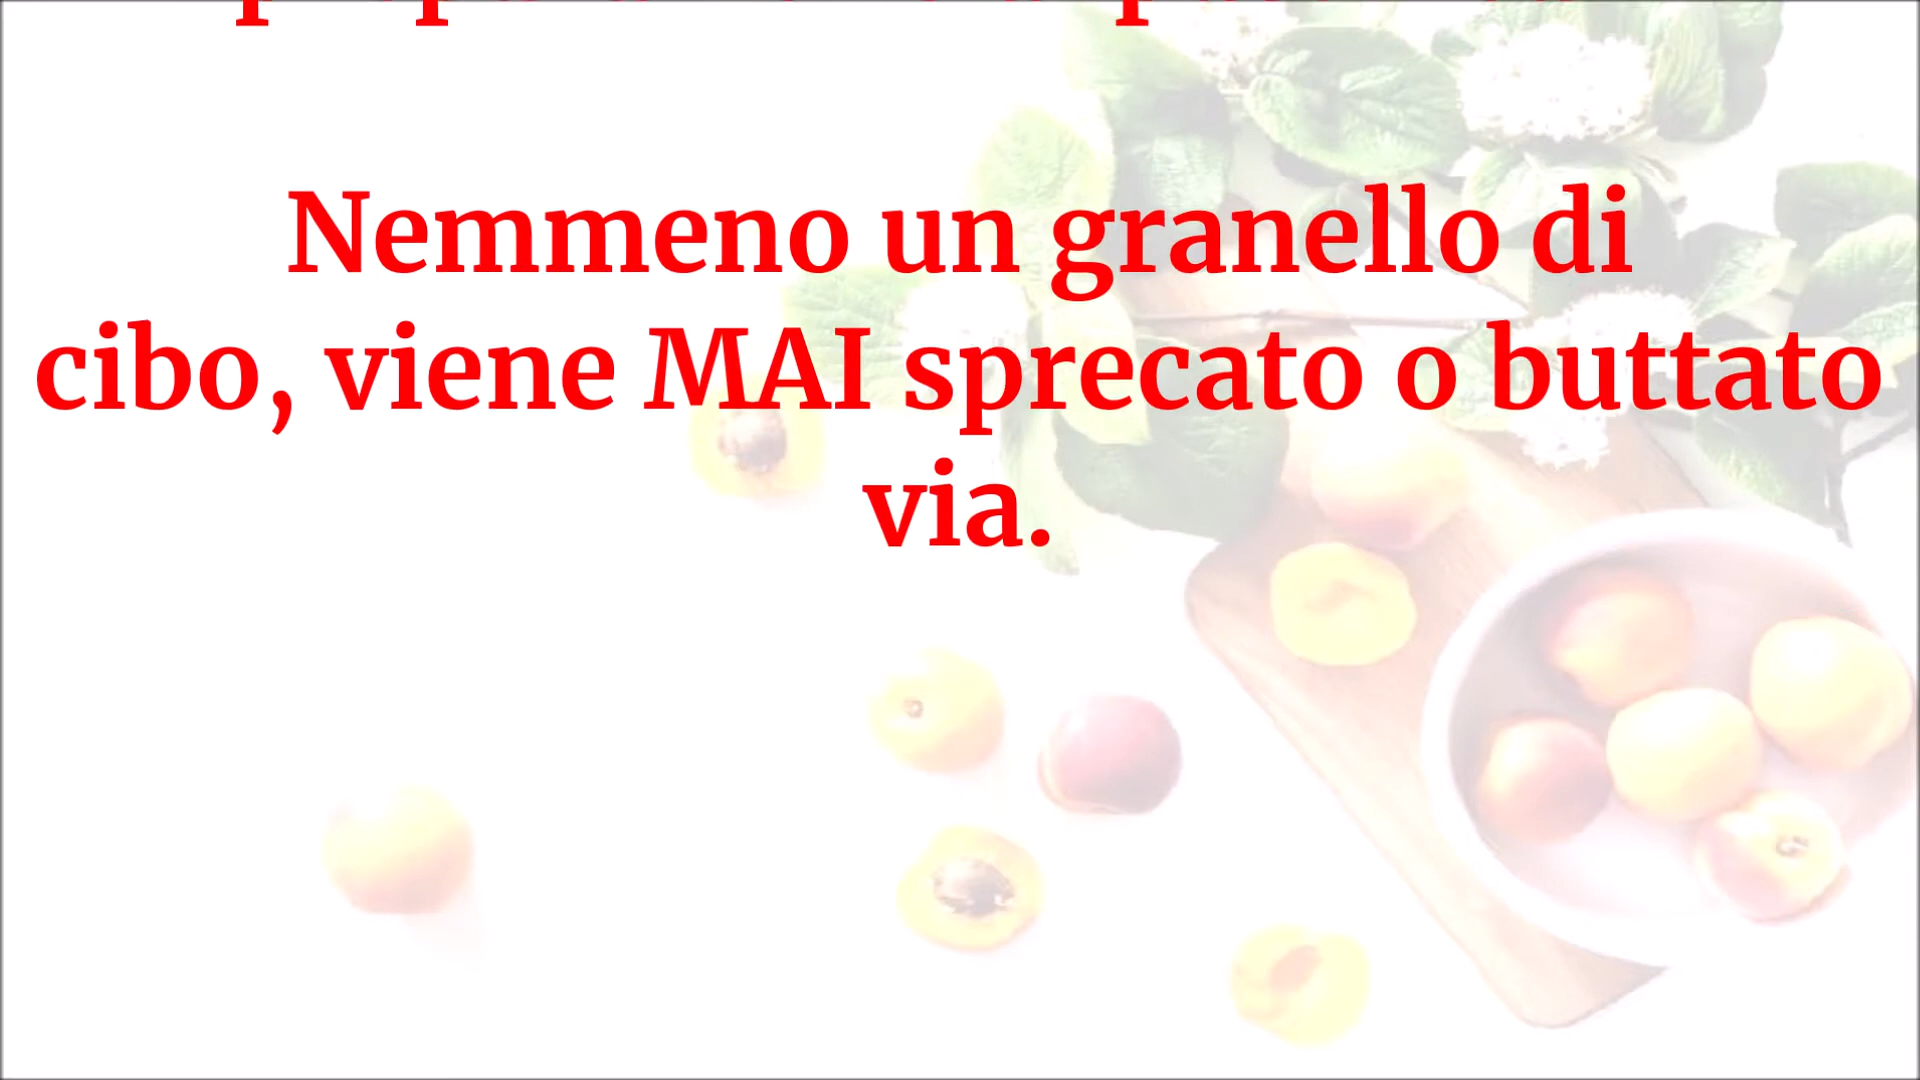 Nemmeno un granello di
cibo, viene MAI sprecato o buttato
via.